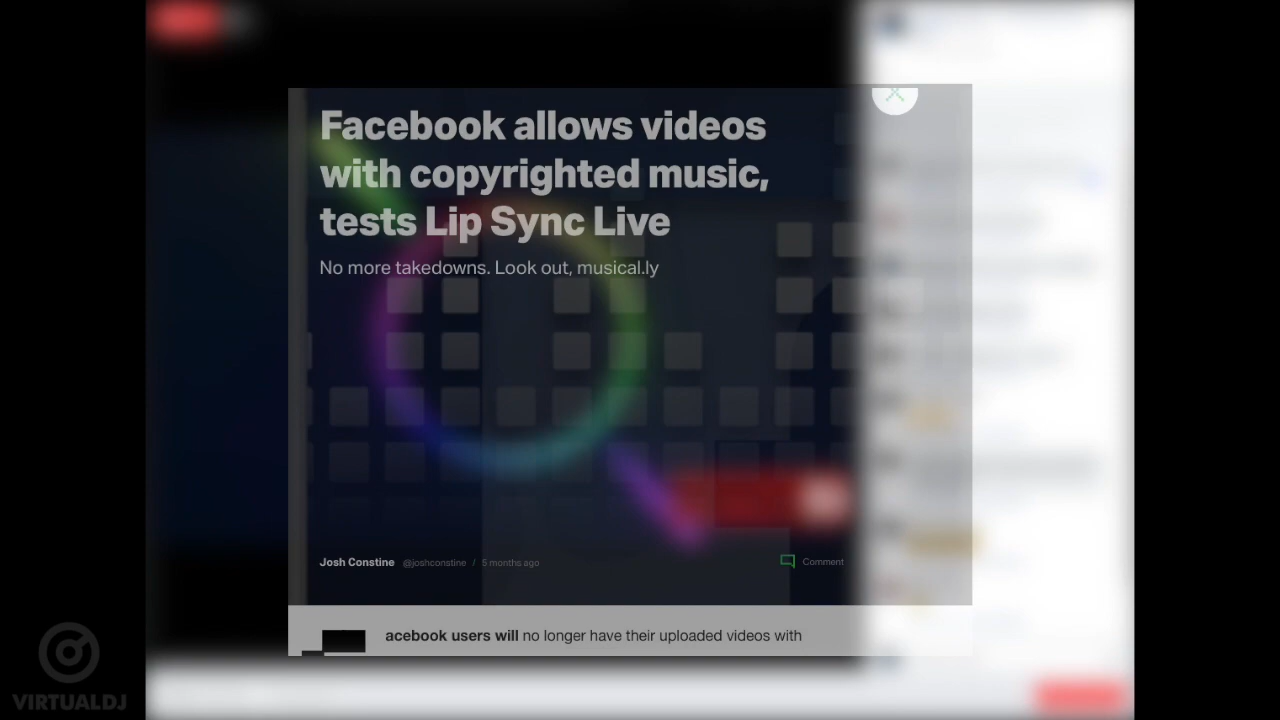 Facebook allows videos
with copyrighted music,
tests Lip Sync Live
No more takedowns. Look out, musical.ly
Josh Constine @joshconstine / 5 months ago
Comment
acebook users will no longer have their uploaded videos with
VIRTUALDJ